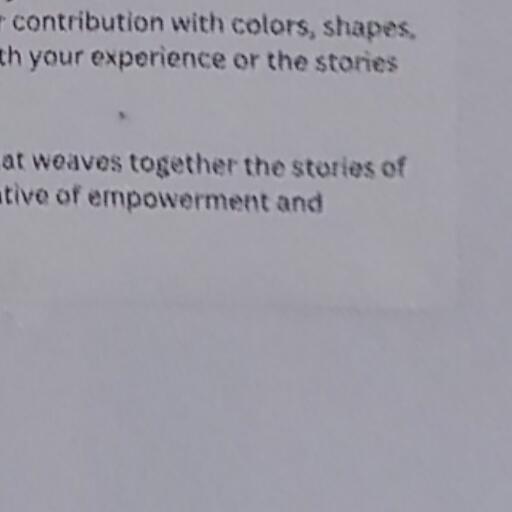 contribution with colors, shapes,
th your experience or the stories
at weaves together the stories of
tive of empowerment and